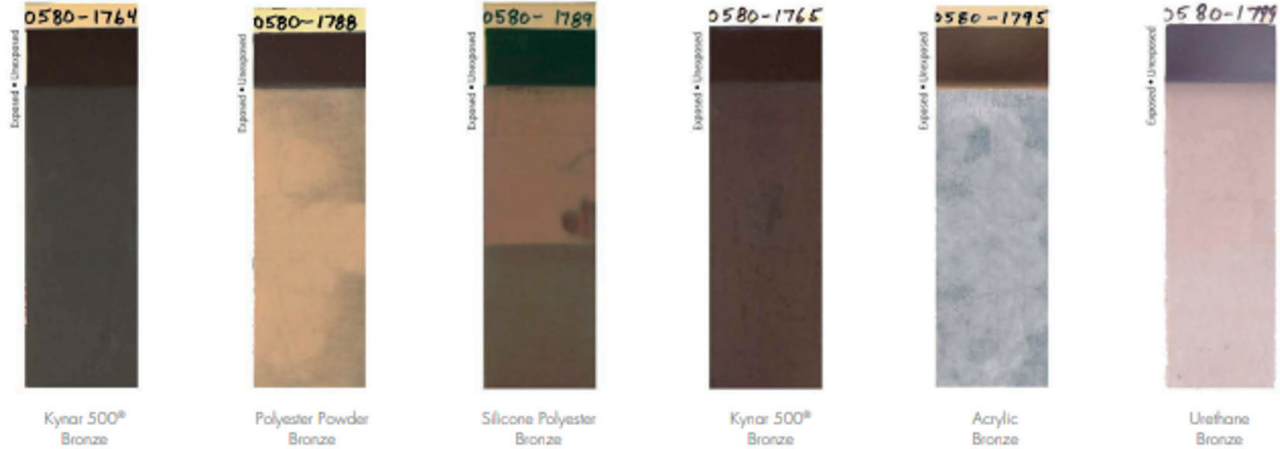 0580-1764
0580-1788
0580-1789
0580-1765
0580-1795
0580-1799
Exposed • Unexposed
Exposed • Unexposed
Exposed • Unexposed
Exposed • Unexposed
Exposed • Unexposed
Exposed • Unexposed
Kynar 500®
Bronze
Polyester Powder
Bronze
Silicone Polyester
Bronze
Kynar 500®
Bronze
Acrylic
Bronze
Urethane
Bronze